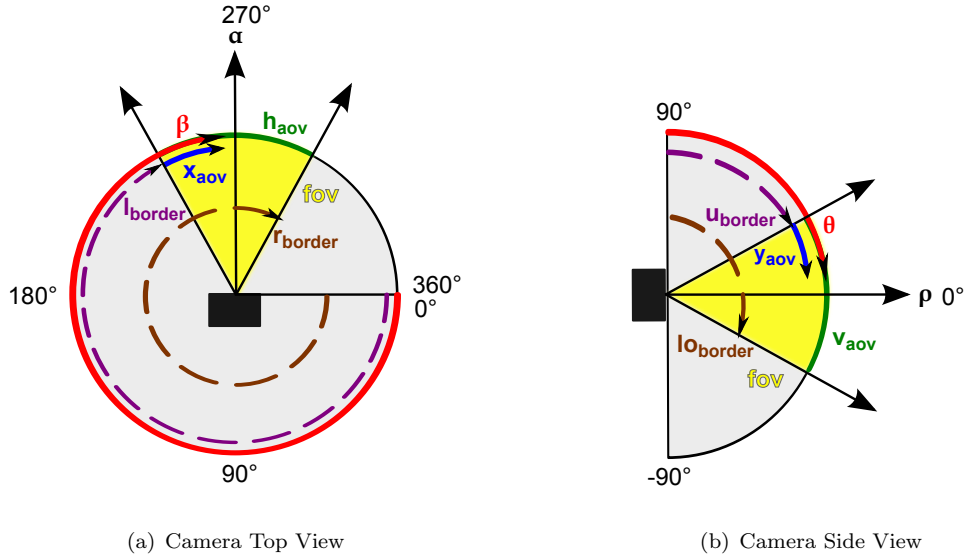 270°
α
β
h_aov
x_aov
fov
l_border
r_border
180°
360°
0°
90°
(a) Camera Top View
90°
u_border
θ
y_aov
ρ 0°
lo_border
v_aov
fov
-90°
(b) Camera Side View